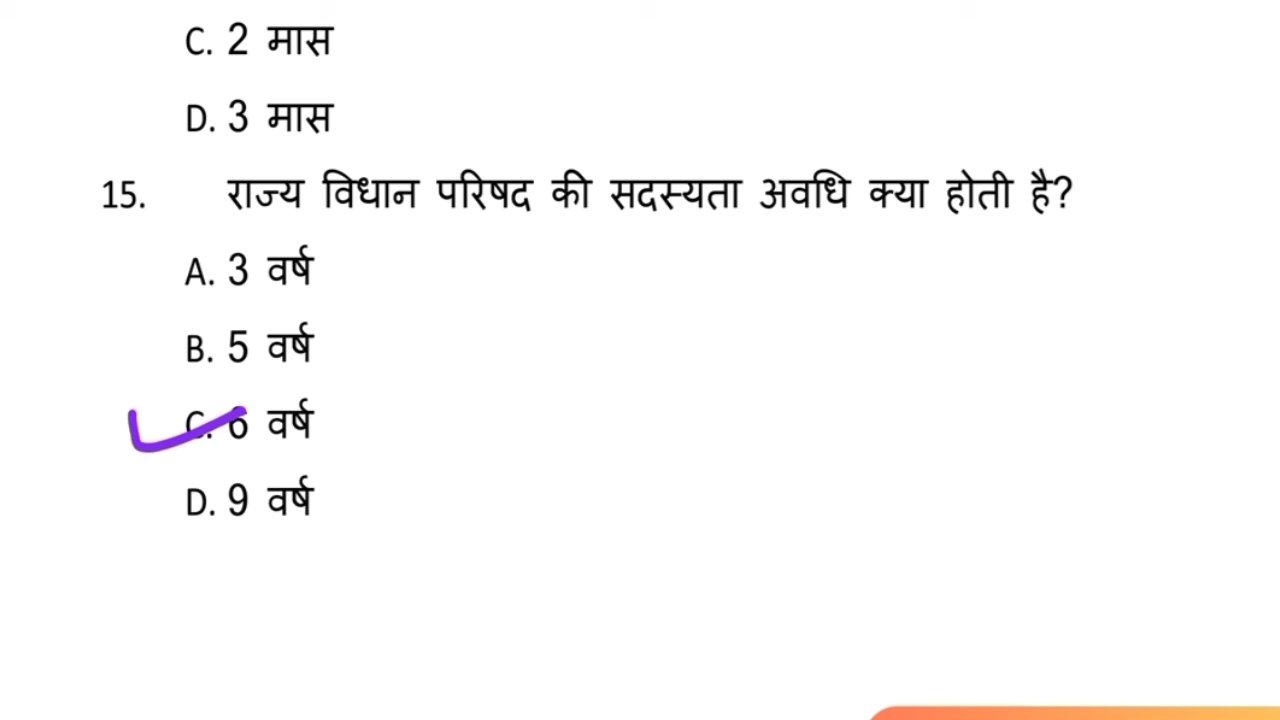 C. 2 मास
D. 3 मास
15. राज्य विधान परिषद की सदस्यता अवधि क्या होती है?
A. 3 वर्ष
B. 5 वर्ष
C. 6 वर्ष
D. 9 वर्ष